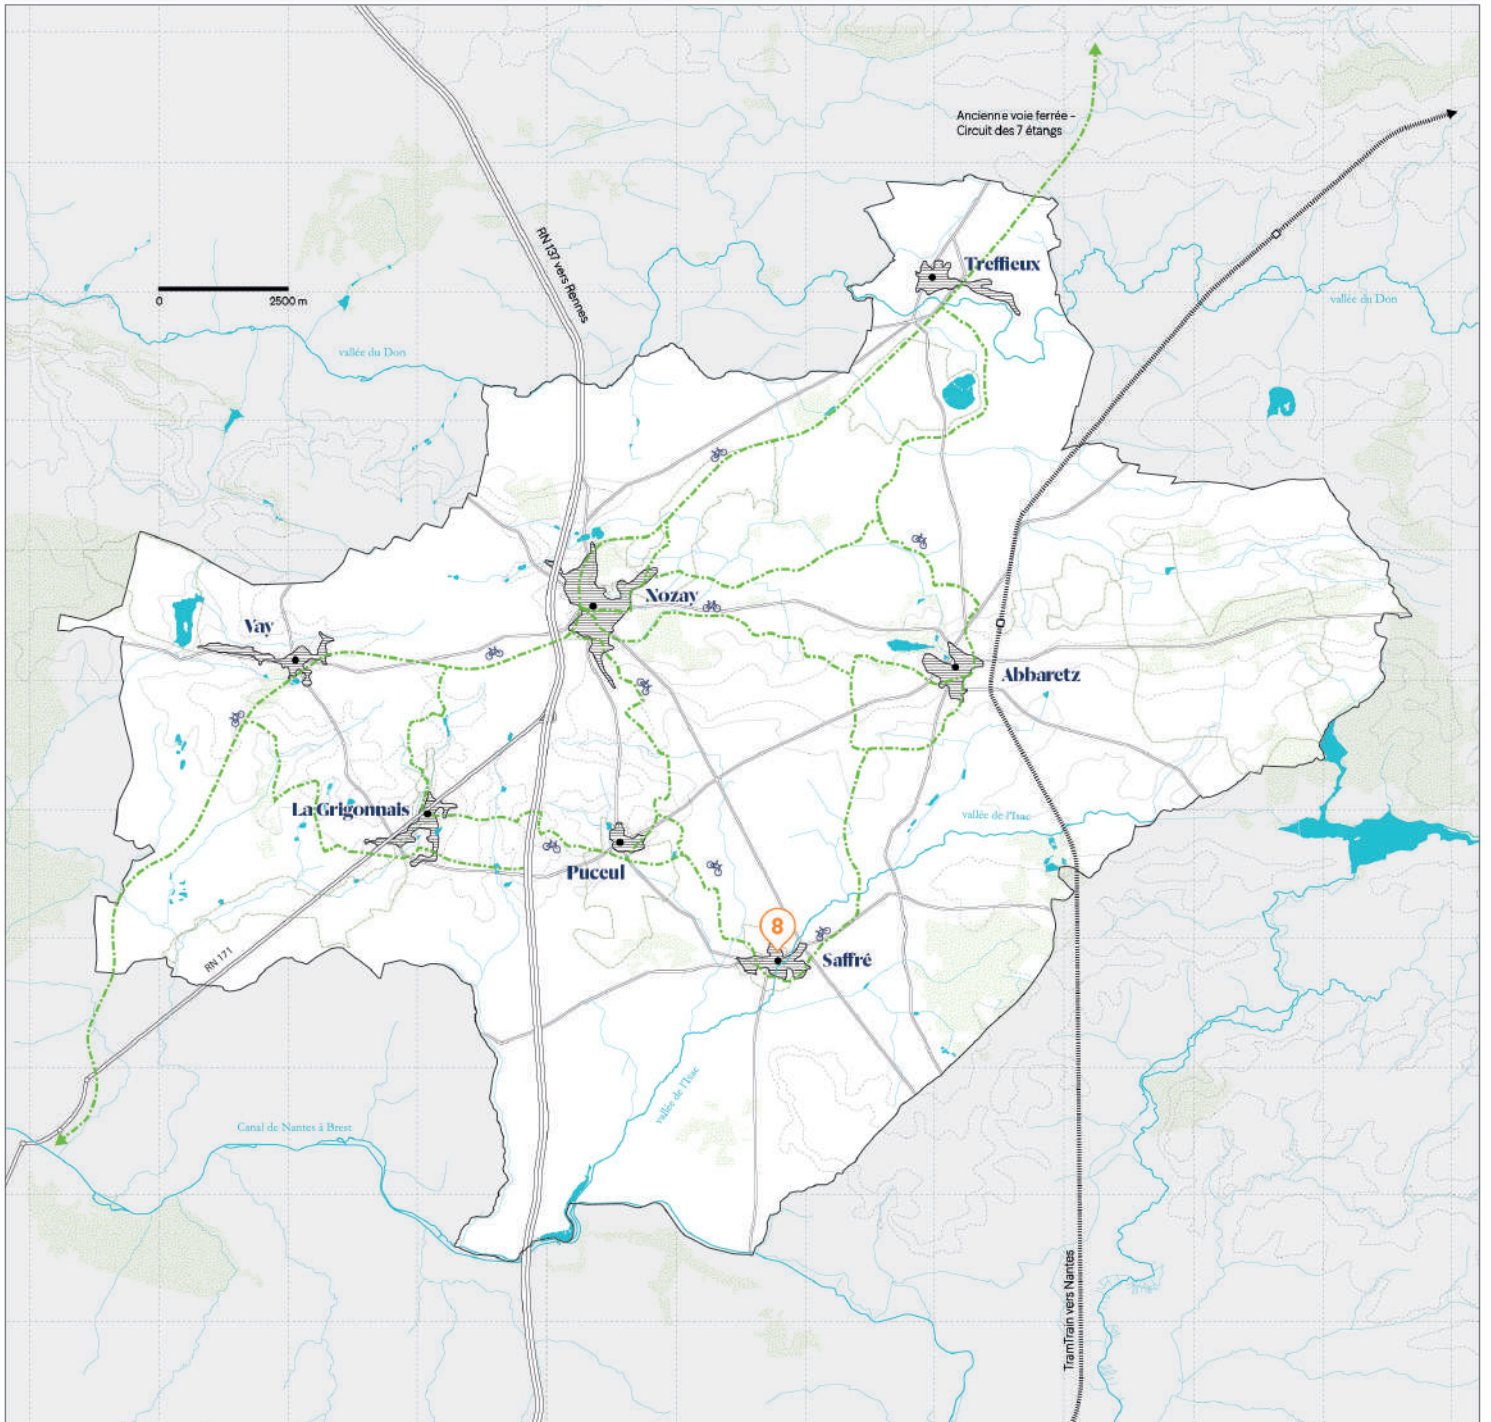 Ancienne voie ferrée -
Circuit des 7 étangs
RN 137 vers Rennes
Treffieux
0
2500 m
vallée du Don
vallée du Don
Nozay
Vay
Abbaretz
La Grigonnais
vallée de l'Isac
Puceul
8
Saffré
RN 171
vallée de l'Isac
Canal de Nantes à Brest
TramTrain vers Nantes